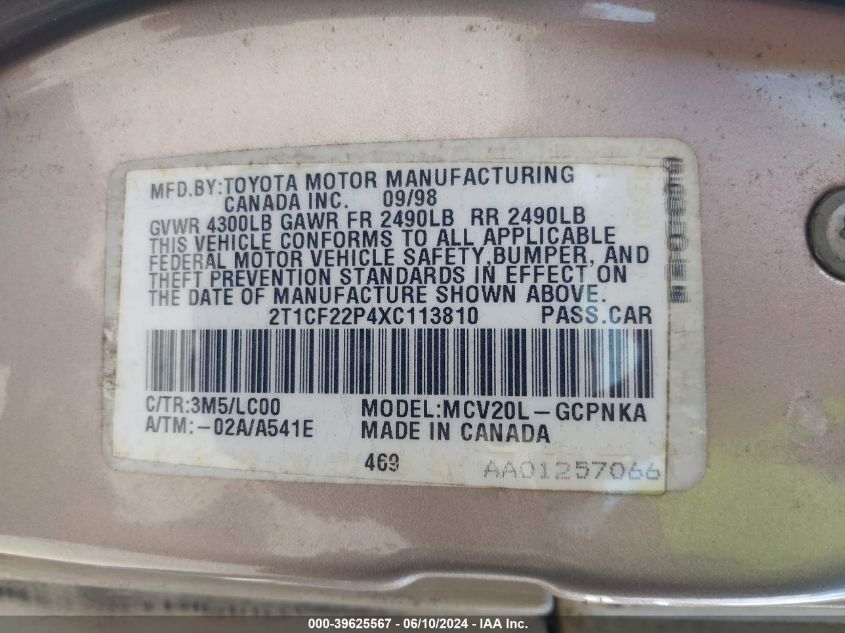 MFD.BY:TOYOTA MOTOR MANUFACTURING
CANADA INC. 09/98
GVWR 4300LB GAWR FR 2490LB RR 2490LB
THIS VEHICLE CONFORMS TO ALL APPLICABLE
FEDERAL MOTOR VEHICLE SAFETY,BUMPER, AND
THEFT PREVENTION STANDARDS IN EFFECT ON
THE DATE OF MANUFACTURE SHOWN ABOVE.
2T1CF22P4XC113810 PASS.CAR
C/TR:3M5/LC00 MODEL:MCV20L-GCPNKA
A/TM:-02A/A541E MADE IN CANADA
469 AA01257066
000-39625567 - 06/10/2024 - IAA Inc.